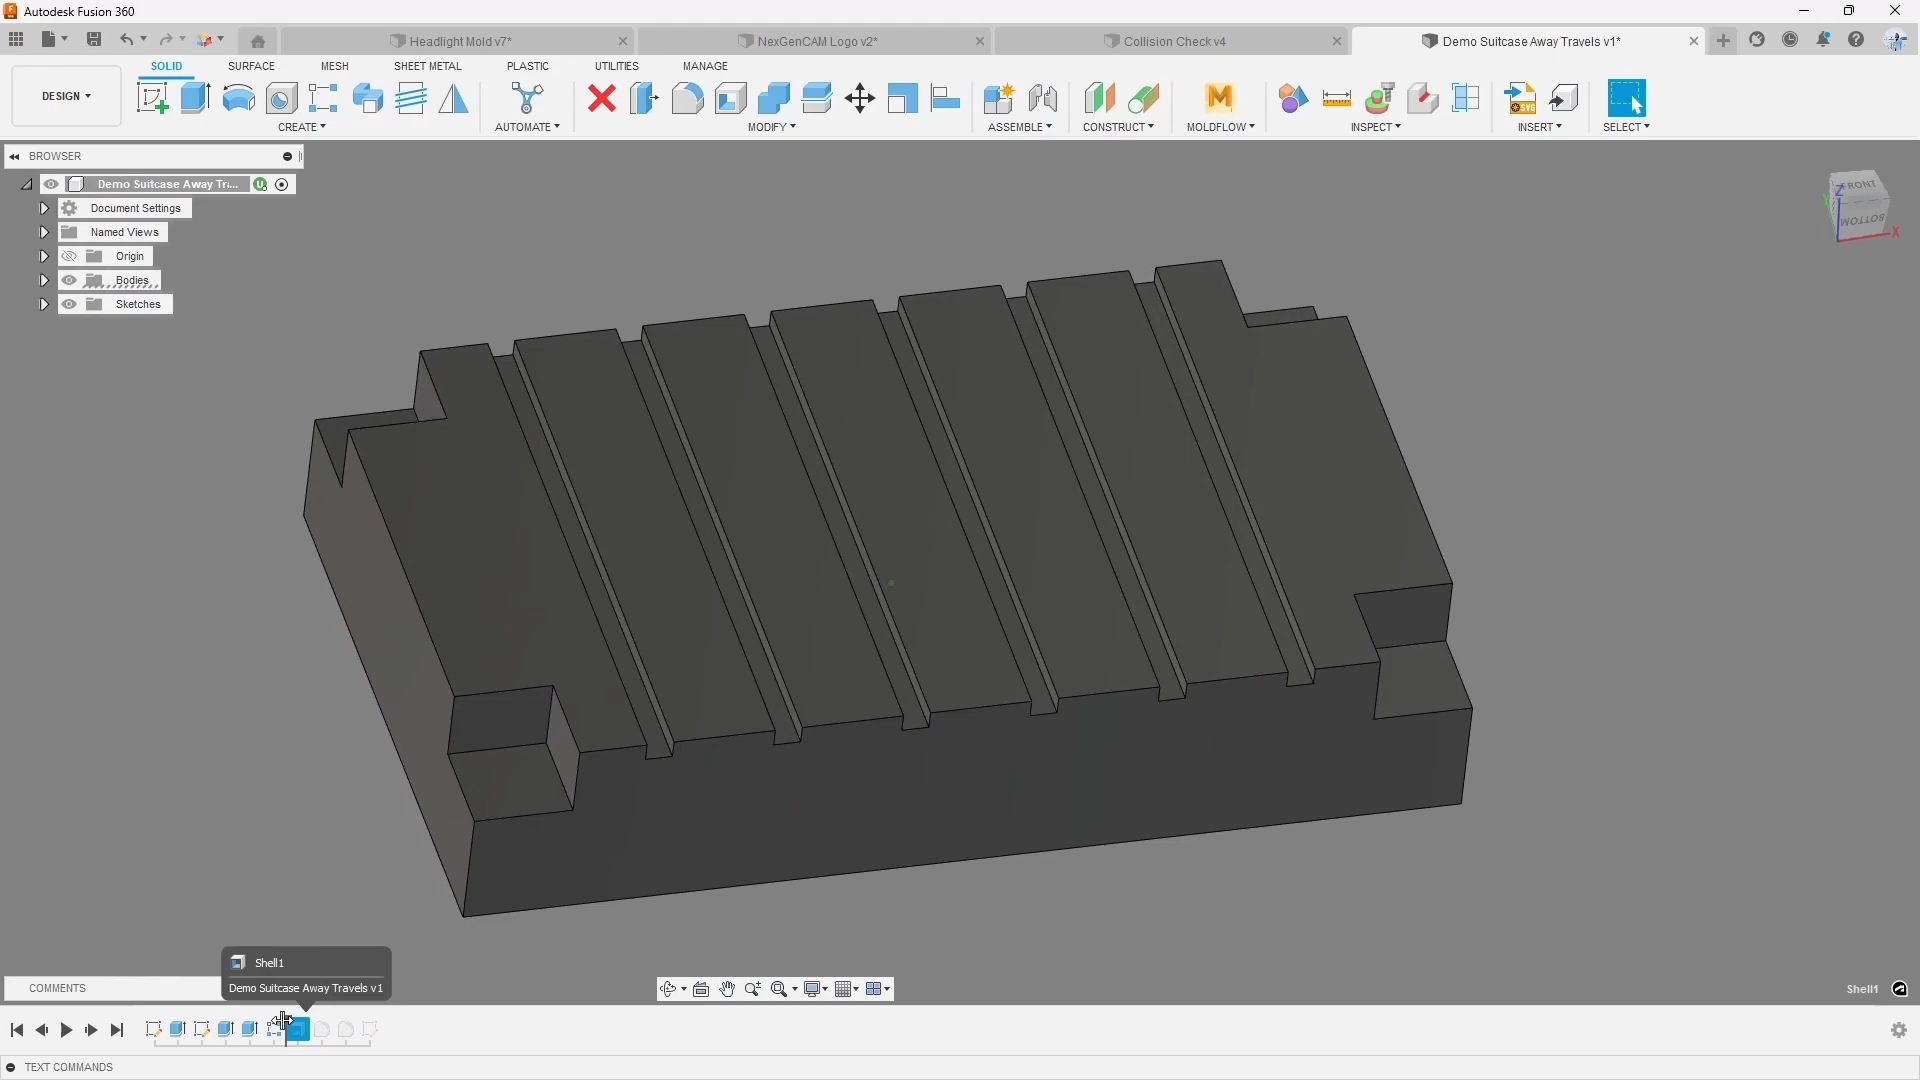 Autodesk Fusion 360
Headlight Mold v7*
NexGenCAM Logo v2*
Collision Check v4
Demo Suitcase Away Travels v1*
SOLID
SURFACE
MESH
SHEET METAL
PLASTIC
UTILITIES
MANAGE
DESIGN
CREATE
AUTOMATE
MODIFY
ASSEMBLE
CONSTRUCT
MOLDFLOW
INSPECT
INSERT
SELECT
BROWSER
Demo Suitcase Away Tr...
Document Settings
Named Views
Origin
Bodies
Sketches
FRONT
BOTTOM
Z
Y
X
Shell1
Demo Suitcase Away Travels v1
COMMENTS
Shell1
TEXT COMMANDS